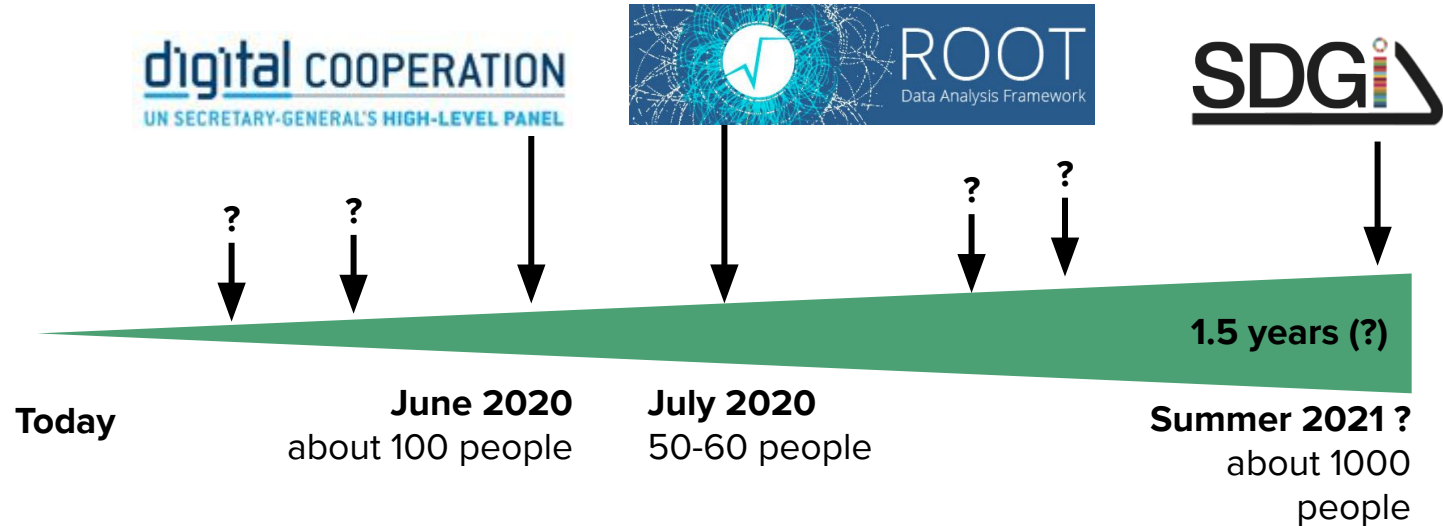 digital COOPERATION
UN SECRETARY-GENERAL'S HIGH-LEVEL PANEL
ROOT
Data Analysis Framework
SDGi
?
?
?
?
1.5 years (?)
Today
June 2020
about 100 people
July 2020
50-60 people
Summer 2021 ?
about 1000
people